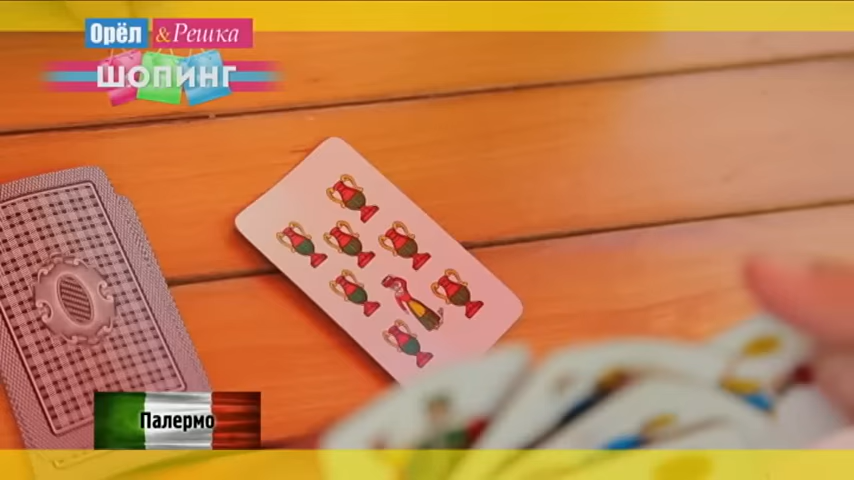 Орёл
&Решка
ШОПИНГ
Палермо